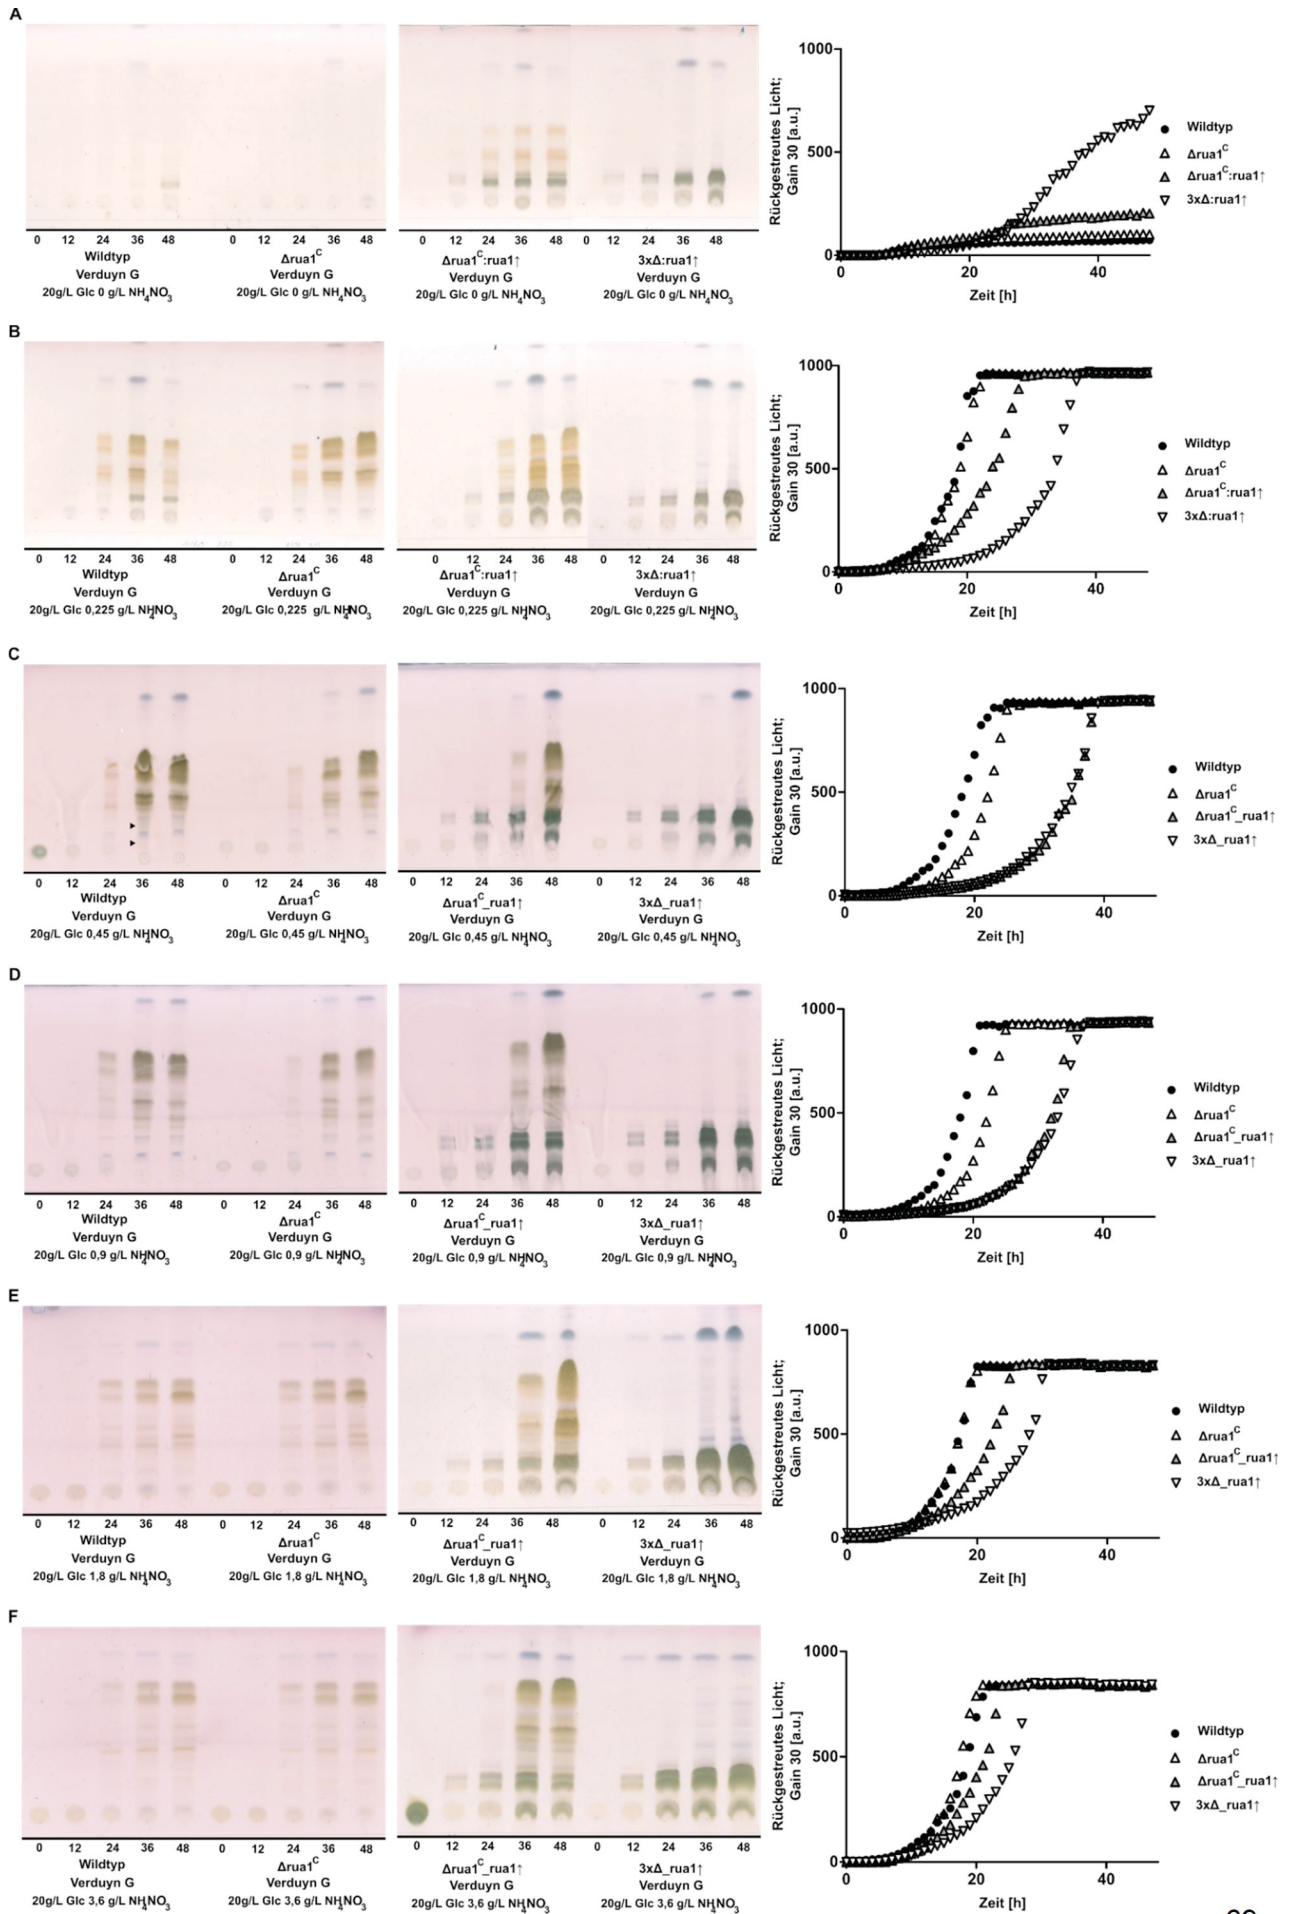 A
0 12 24 36 48
Wildtyp
Verduyn G
20g/L Glc 0 g/L NH4NO3
0 12 24 36 48
Δrua1C
Verduyn G
20g/L Glc 0 g/L NH4NO3
0 12 24 36 48
Δrua1C:rua1↑
Verduyn G
20g/L Glc 0 g/L NH4NO3
0 12 24 36 48
3xΔ:rua1↑
Verduyn G
20g/L Glc 0 g/L NH4NO3
Rückgestreutes Licht;
Gain 30 [a.u.]
1000
500
0
0 20 40
Zeit [h]
Wildtyp
Δrua1C
Δrua1C:rua1↑
3xΔ:rua1↑
B
0 12 24 36 48
Wildtyp
Verduyn G
20g/L Glc 0,225 g/L NH4NO3
0 12 24 36 48
Δrua1C
Verduyn G
20g/L Glc 0,225 g/L NH4NO3
0 12 24 36 48
Δrua1C:rua1↑
Verduyn G
20g/L Glc 0,225 g/L NH4NO3
0 12 24 36 48
3xΔ:rua1↑
Verduyn G
20g/L Glc 0,225 g/L NH4NO3
Rückgestreutes Licht;
Gain 30 [a.u.]
1000
500
0
0 20 40
Zeit [h]
Wildtyp
Δrua1C
Δrua1C:rua1↑
3xΔ:rua1↑
C
0 12 24 36 48
Wildtyp
Verduyn G
20g/L Glc 0,45 g/L NH4NO3
0 12 24 36 48
Δrua1C
Verduyn G
20g/L Glc 0,45 g/L NH4NO3
0 12 24 36 48
Δrua1C_rua1↑
Verduyn G
20g/L Glc 0,45 g/L NH4NO3
0 12 24 36 48
3xΔ_rua1↑
Verduyn G
20g/L Glc 0,45 g/L NH4NO3
Rückgestreutes Licht;
Gain 30 [a.u.]
1000
500
0
0 20 40
Zeit [h]
Wildtyp
Δrua1C
Δrua1C_rua1↑
3xΔ_rua1↑
D
0 12 24 36 48
Wildtyp
Verduyn G
20g/L Glc 0,9 g/L NH4NO3
0 12 24 36 48
Δrua1C
Verduyn G
20g/L Glc 0,9 g/L NH4NO3
0 12 24 36 48
Δrua1C_rua1↑
Verduyn G
20g/L Glc 0,9 g/L NH4NO3
0 12 24 36 48
3xΔ_rua1↑
Verduyn G
20g/L Glc 0,9 g/L NH4NO3
Rückgestreutes Licht;
Gain 30 [a.u.]
1000
500
0
0 20 40
Zeit [h]
Wildtyp
Δrua1C
Δrua1C_rua1↑
3xΔ_rua1↑
E
0 12 24 36 48
Wildtyp
Verduyn G
20g/L Glc 1,8 g/L NH4NO3
0 12 24 36 48
Δrua1C
Verduyn G
20g/L Glc 1,8 g/L NH4NO3
0 12 24 36 48
Δrua1C_rua1↑
Verduyn G
20g/L Glc 1,8 g/L NH4NO3
0 12 24 36 48
3xΔ_rua1↑
Verduyn G
20g/L Glc 1,8 g/L NH4NO3
Rückgestreutes Licht;
Gain 30 [a.u.]
1000
500
0
0 20 40
Zeit [h]
Wildtyp
Δrua1C
Δrua1C_rua1↑
3xΔ_rua1↑
F
0 12 24 36 48
Wildtyp
Verduyn G
20g/L Glc 3,6 g/L NH4NO3
0 12 24 36 48
Δrua1C
Verduyn G
20g/L Glc 3,6 g/L NH4NO3
0 12 24 36 48
Δrua1C_rua1↑
Verduyn G
20g/L Glc 3,6 g/L NH4NO3
0 12 24 36 48
3xΔ_rua1↑
Verduyn G
20g/L Glc 3,6 g/L NH4NO3
Rückgestreutes Licht;
Gain 30 [a.u.]
1000
500
0
0 20 40
Zeit [h]
Wildtyp
Δrua1C
Δrua1C_rua1↑
3xΔ_rua1↑